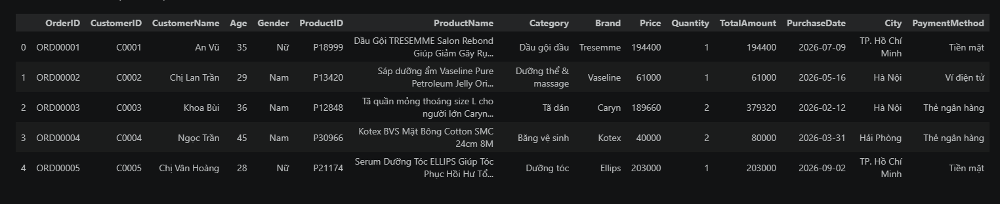 OrderID CustomerID CustomerName Age Gender ProductID ProductName Category Brand Price Quantity TotalAmount PurchaseDate City PaymentMethod
0 ORD00001 C0001 An Vũ 35 Nữ P18999 Dầu Gội TRESEMME Salon Rebond Giúp Giảm Gãy Rụ... Dầu gội đầu Tresemme 194400 1 194400 2026-07-09 TP. Hồ Chí Minh Tiền mặt
1 ORD00002 C0002 Chị Lan Trần 29 Nam P13420 Sáp dưỡng ẩm Vaseline Pure Petroleum Jelly Ori... Dưỡng thể & massage Vaseline 61000 1 61000 2026-05-16 Hà Nội Ví điện tử
2 ORD00003 C0003 Khoa Bùi 36 Nam P12848 Tã quần mỏng thoáng size L cho người lớn Caryn... Tã dán Caryn 189660 2 379320 2026-02-12 Hà Nội Thẻ ngân hàng
3 ORD00004 C0004 Ngọc Trần 45 Nam P30966 Kotex BVS Mặt Bông Cotton SMC 24cm 8M Băng vệ sinh Kotex 40000 2 80000 2026-03-31 Hải Phòng Thẻ ngân hàng
4 ORD00005 C0005 Chị Vân Hoàng 28 Nữ P21174 Serum Dưỡng Tóc ELLIPS Giúp Tóc Phục Hồi Hư Tổ... Dưỡng tóc Ellips 203000 1 203000 2026-09-02 TP. Hồ Chí Minh Tiền mặt